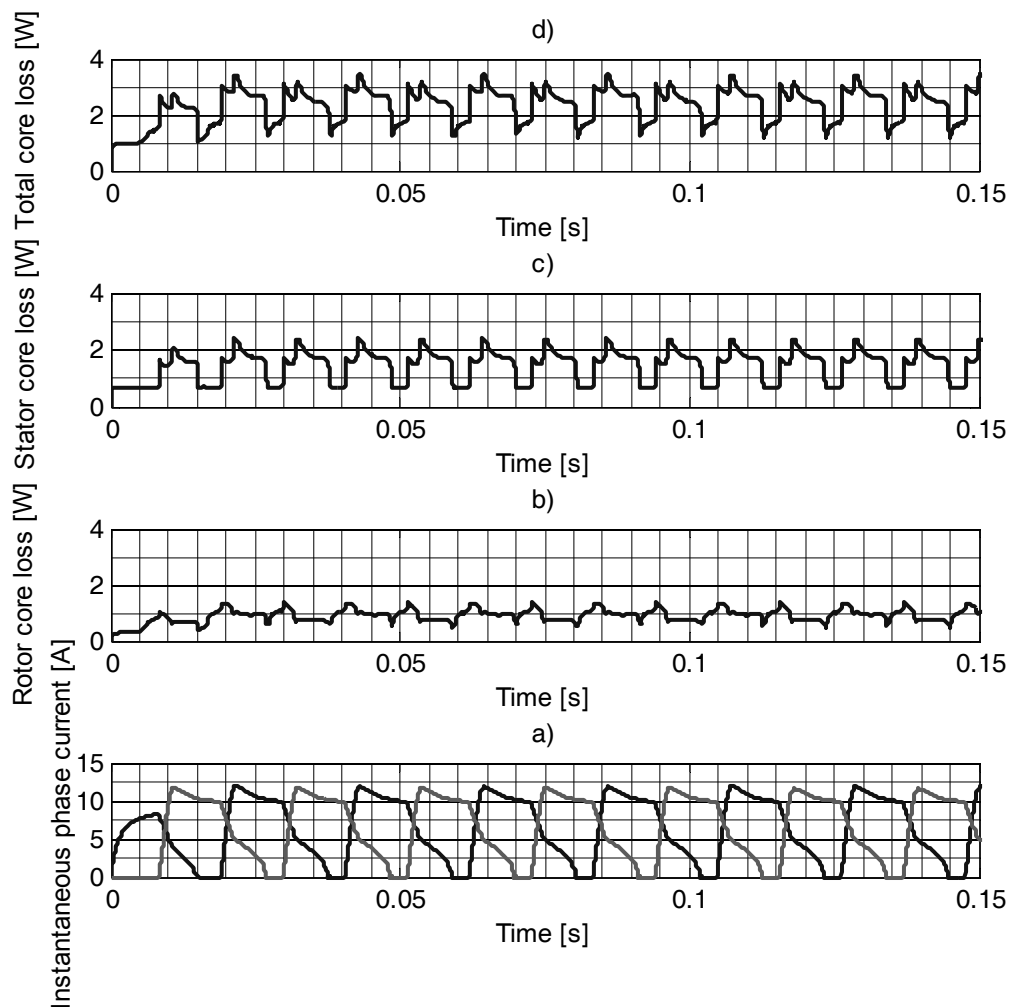 d)
Total core loss [W]
4
2
0
0 0.05 0.1 0.15
Time [s]
c)
Stator core loss [W]
4
2
0
0 0.05 0.1 0.15
Time [s]
b)
Rotor core loss [W]
4
2
0
0 0.05 0.1 0.15
Time [s]
a)
Instantaneous phase current [A]
15
10
5
0
0 0.05 0.1 0.15
Time [s]